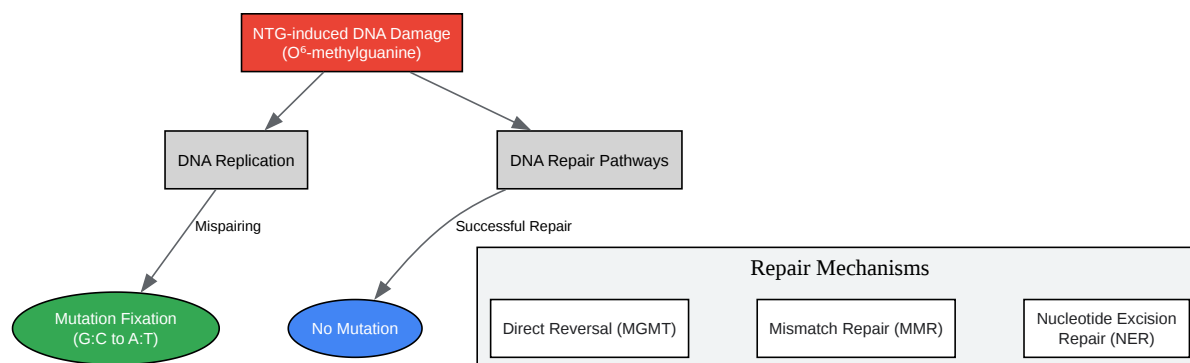 NTG-induced DNA Damage
(O⁶-methylguanine)
DNA Replication
DNA Repair Pathways
Mispairing
Successful Repair
Mutation Fixation
(G:C to A:T)
No Mutation
Repair Mechanisms
Direct Reversal (MGMT)
Mismatch Repair (MMR)
Nucleotide Excision
Repair (NER)